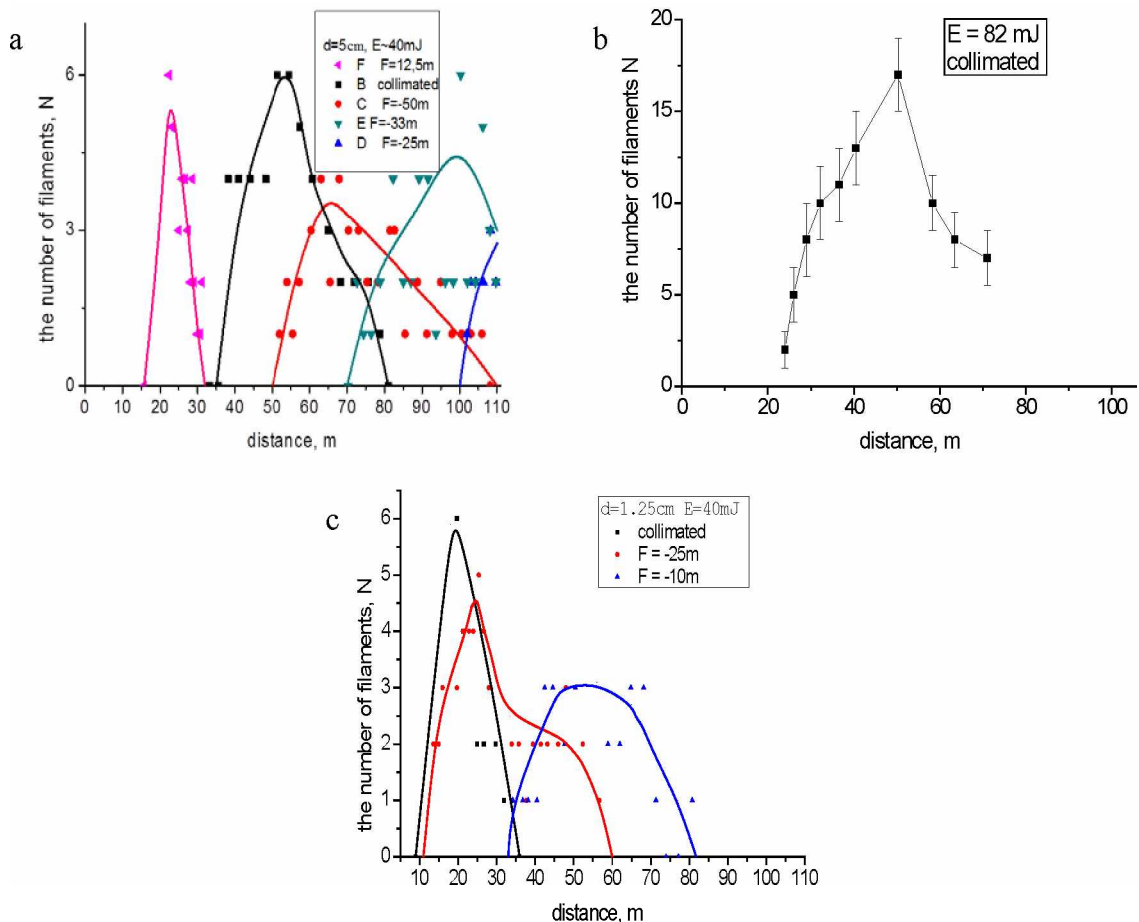 a
the number of filaments, N
6
3
0
d=5cm, E~40mJ
F F=12,5m
B collimated
C F=-50m
E F=-33m
D F=-25m
0 10 20 30 40 50 60 70 80 90 100 110
distance, m
b
the number of filaments N
20
15
10
5
0
E = 82 mJ
collimated
0 20 40 60 80 100
distance, m
c
the number of filaments, N
6
5
4
3
2
1
0
d=1.25cm E=40mJ
collimated
F = -25m
F = -10m
10 20 30 40 50 60 70 80 90 100 110
distance, m